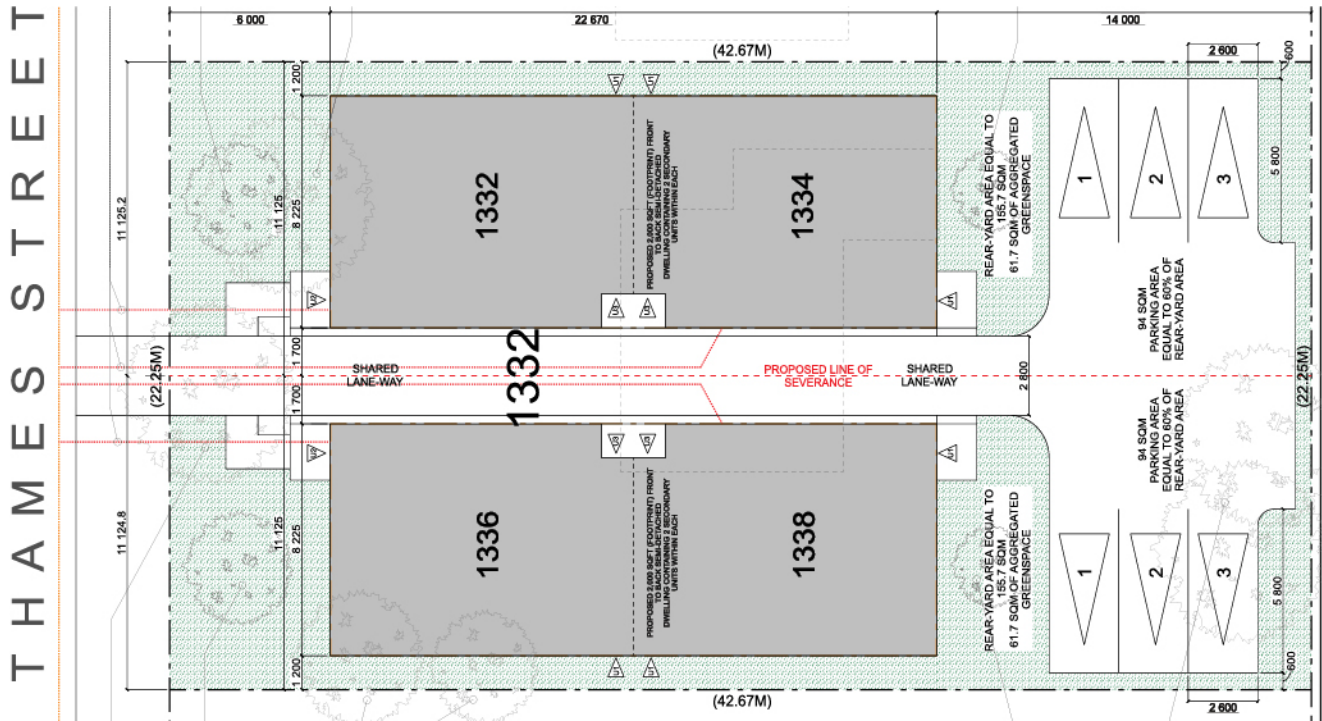 THAMES STREET
6 000
22 670
14 000
(42.67M)
2 600
600
1 200
11 125.2
11 125
8 225
1332
1334
PROPOSED 2,000 SQFT (FOOTPRINT) FRONT
TO BACK SEMI-DETACHED
DWELLING CONTAINING 2 SECONDARY
UNITS WITHIN EACH
REAR-YARD AREA EQUAL TO
155.7 SQM
61.7 SQM OF AGGREGATED
GREENSPACE
1
2
3
5 800
94 SQM
PARKING AREA
EQUAL TO 60% OF
REAR-YARD AREA
(22.25M)
1 700
1 700
SHARED
LANE-WAY
1332
PROPOSED LINE OF
SEVERANCE
SHARED
LANE-WAY
2 800
(22.25M)
94 SQM
PARKING AREA
EQUAL TO 60% OF
REAR-YARD AREA
11 124.8
11 125
8 225
1336
1338
PROPOSED 2,000 SQFT (FOOTPRINT) FRONT
TO BACK SEMI-DETACHED
DWELLING CONTAINING 2 SECONDARY
UNITS WITHIN EACH
REAR-YARD AREA EQUAL TO
155.7 SQM
61.7 SQM OF AGGREGATED
GREENSPACE
1
2
3
5 800
1 200
600
(42.67M)
2 600